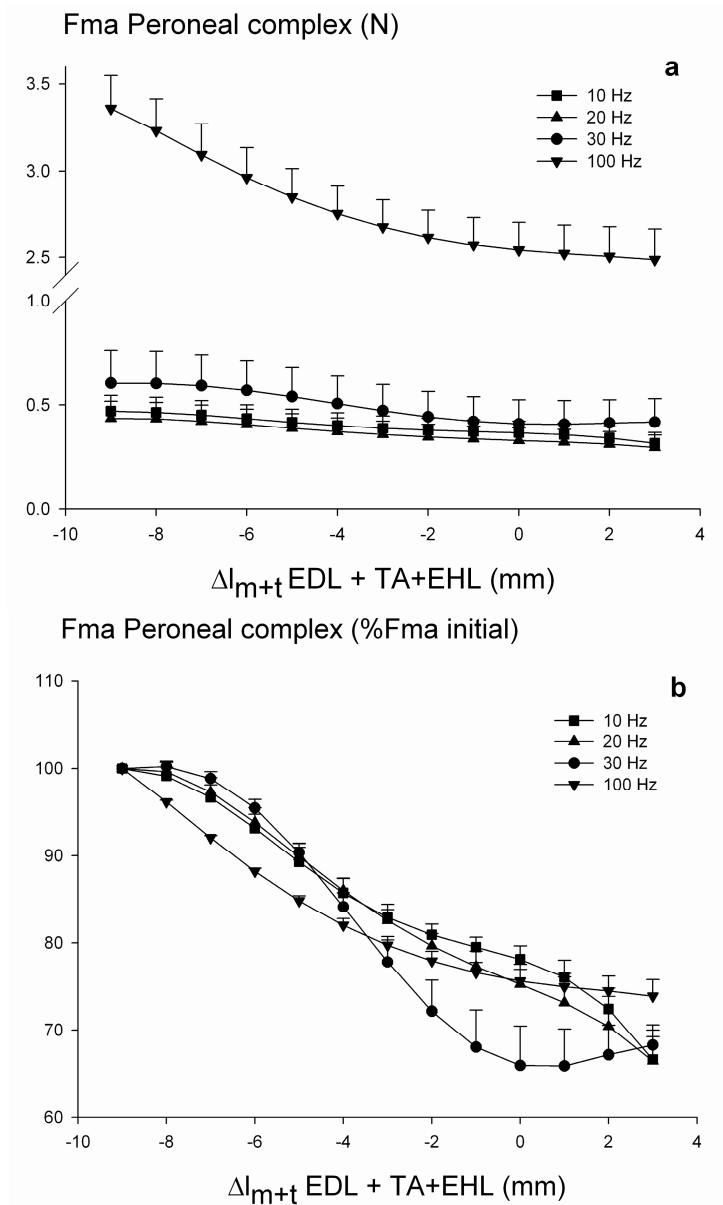 Fma Peroneal complex (N)
a
10 Hz
20 Hz
30 Hz
100 Hz
3.5
3.0
2.5
1.0
0.5
0.0
-10 -8 -6 -4 -2 0 2 4
Δlm+t EDL + TA+EHL (mm)
Fma Peroneal complex (%Fma initial)
b
10 Hz
20 Hz
30 Hz
100 Hz
110
100
90
80
70
60
-10 -8 -6 -4 -2 0 2 4
Δlm+t EDL + TA+EHL (mm)